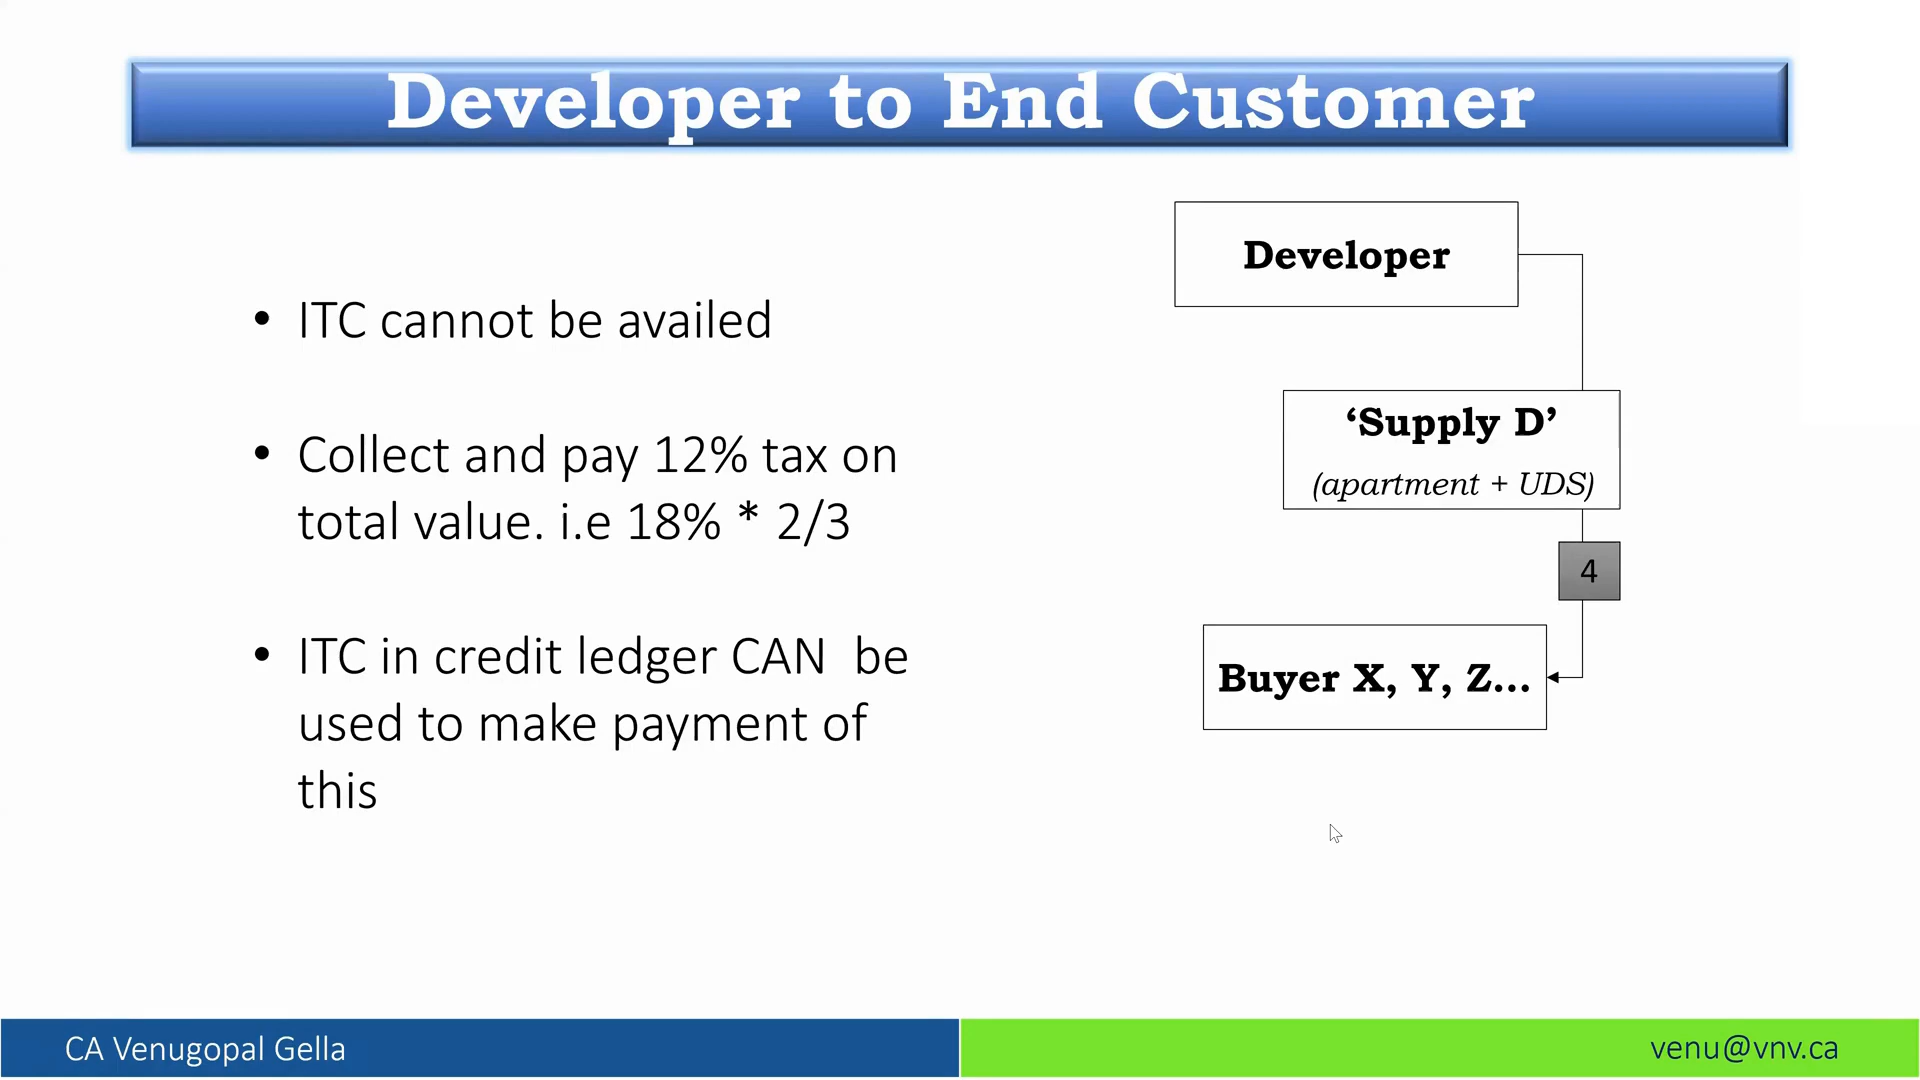 Developer to End Customer
• ITC cannot be availed
• Collect and pay 12% tax on
total value. i.e 18% * 2/3
• ITC in credit ledger CAN  be
used to make payment of
this
Developer
‘Supply D’
(apartment + UDS)
4
Buyer X, Y, Z...
CA Venugopal Gella
venu@vnv.ca